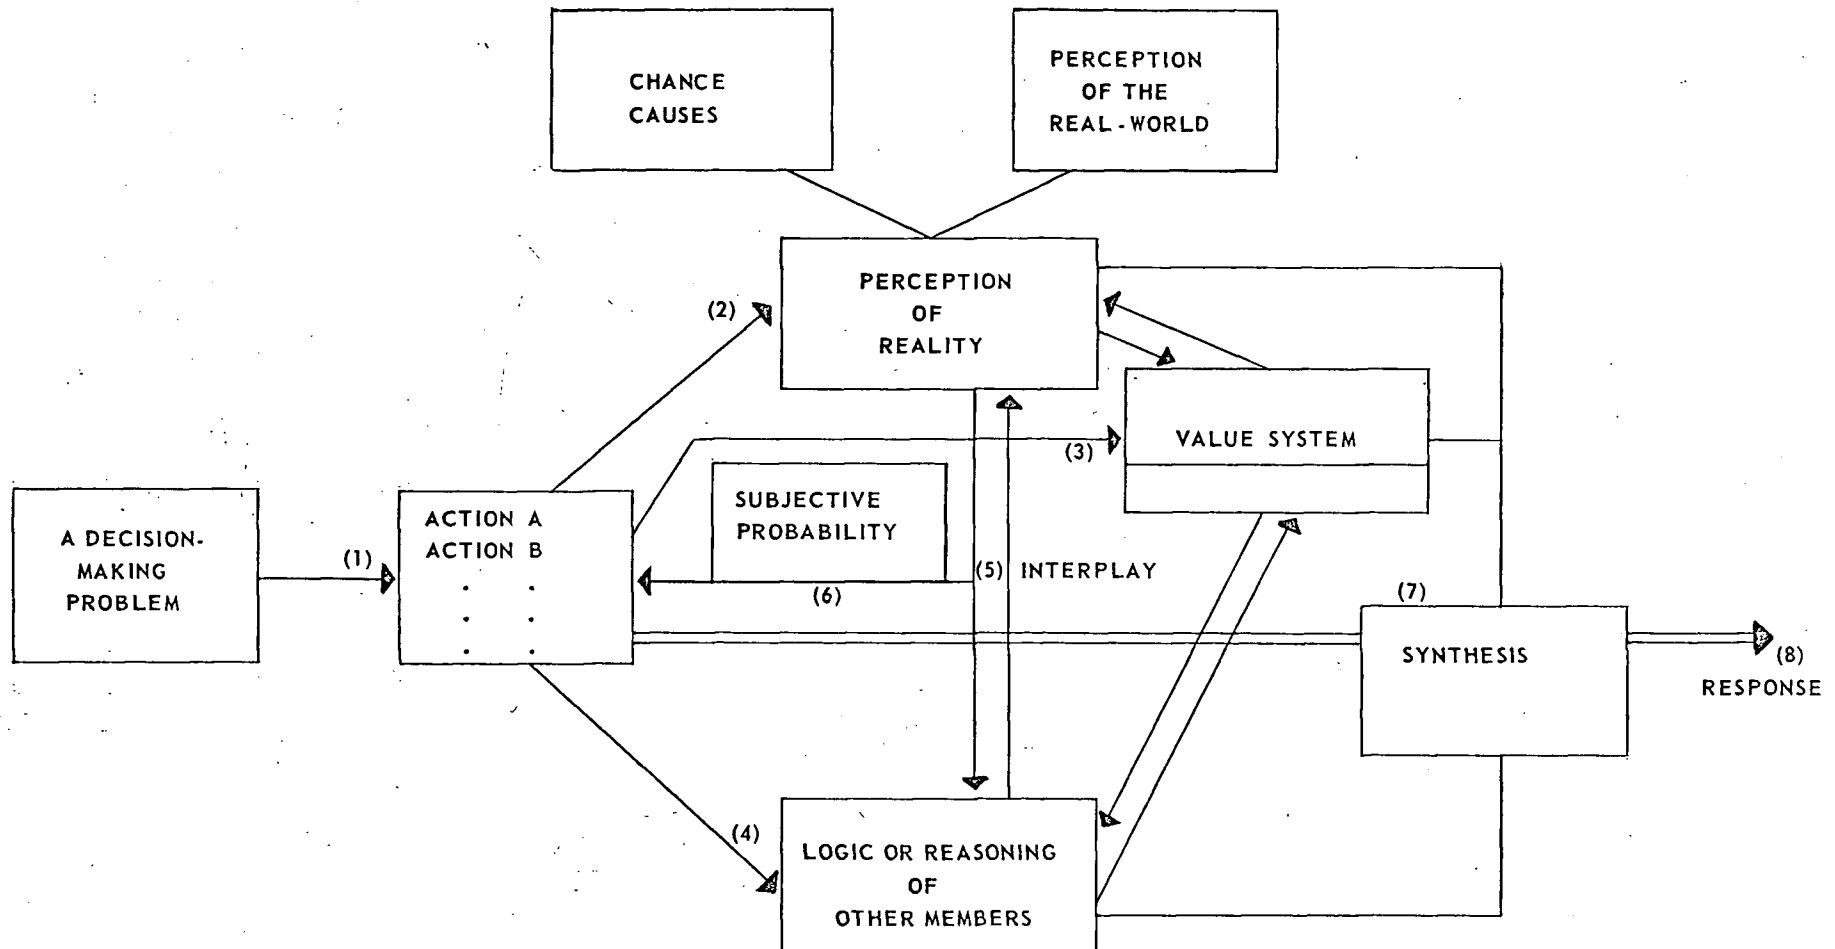 CHANCE
CAUSES
PERCEPTION
OF THE
REAL-WORLD
PERCEPTION
OF
REALITY
(2)
(3)
VALUE SYSTEM
A DECISION-
MAKING
PROBLEM
(1)
ACTION A
ACTION B
SUBJECTIVE
PROBABILITY
(5) INTERPLAY
(6)
(7)
SYNTHESIS
(8)
RESPONSE
(4)
LOGIC OR REASONING
OF
OTHER MEMBERS